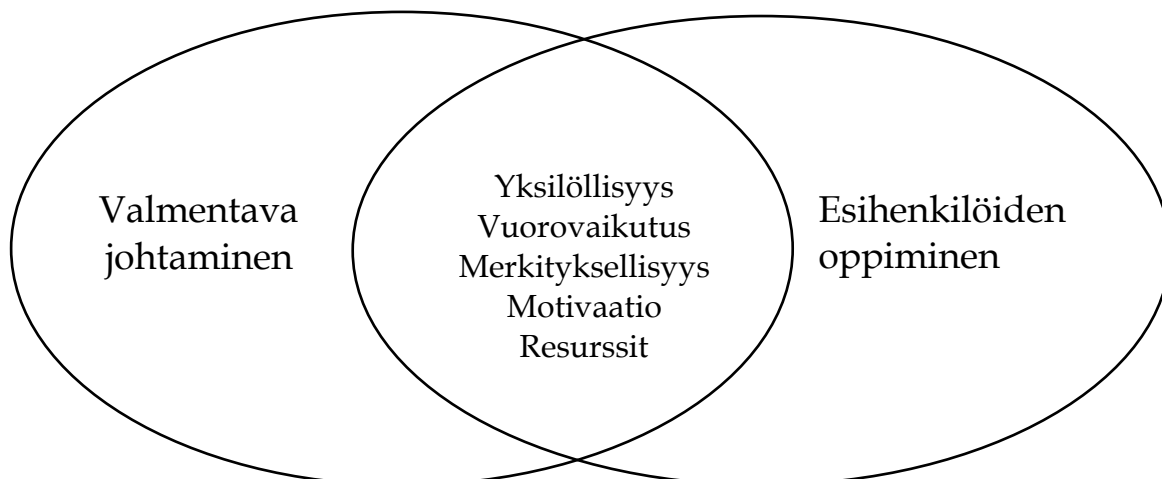 Valmentava
johtaminen
Yksilöllisyys
Vuorovaikutus
Merkityksellisyys
Motivaatio
Resurssit
Esihenkilöiden
oppiminen